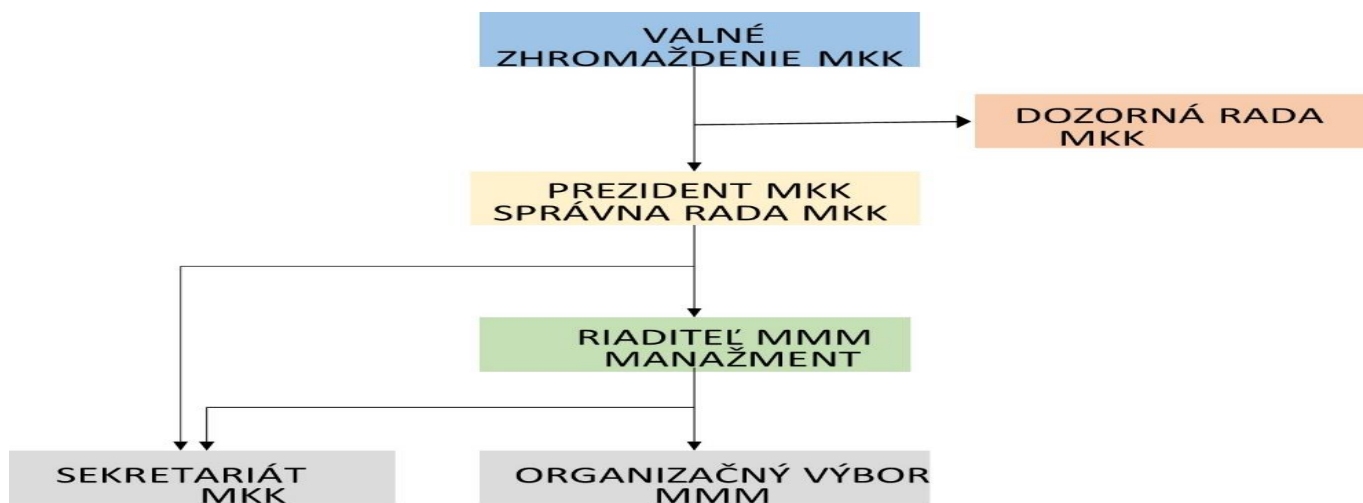 VALNÉ
ZHROMAŽDENIE MKK
DOZORNÁ RADA
MKK
PREZIDENT MKK
SPRÁVNA RADA MKK
RIADITEĽ MMM
MANAŽMENT
SEKRETARIÁT
MKK
ORGANIZAČNÝ VÝBOR
MMM